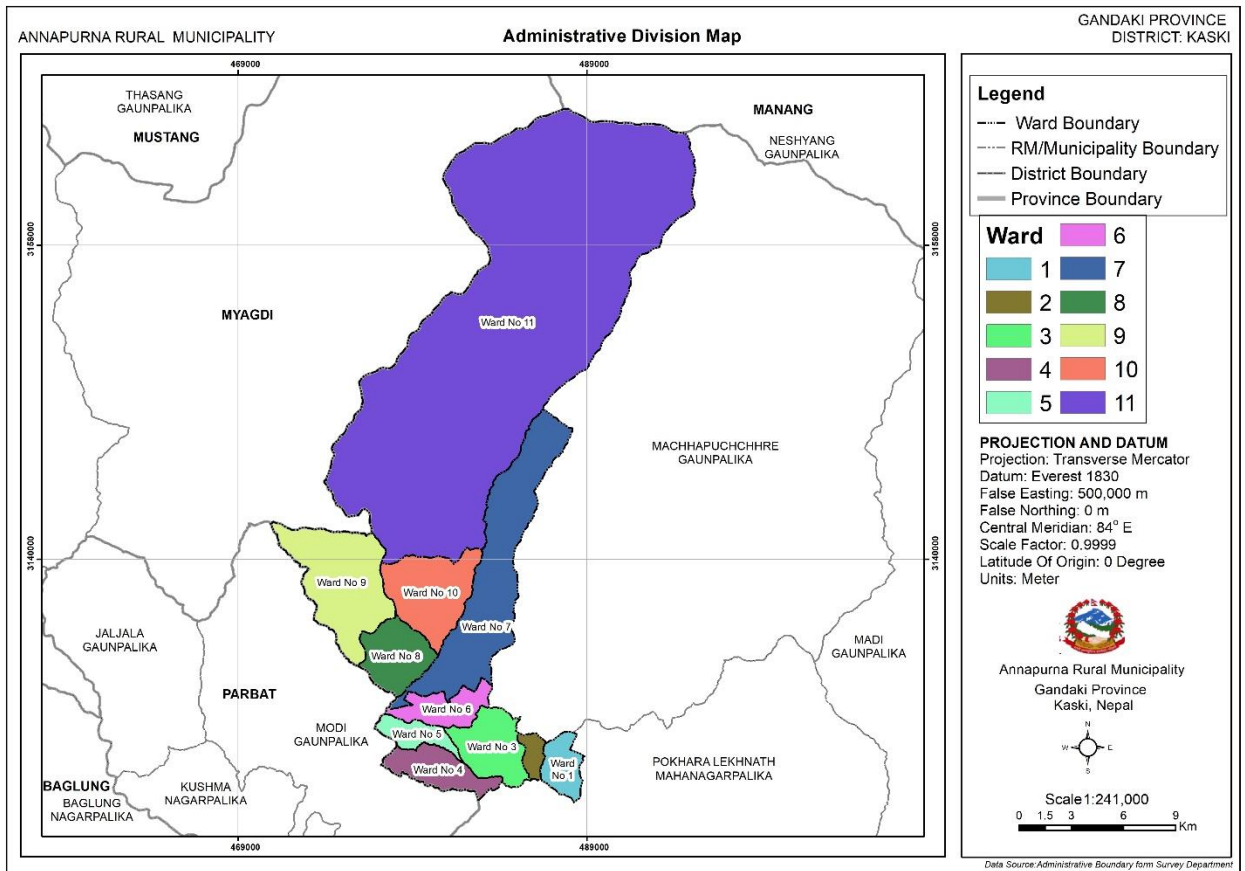 ANNAPURNA RURAL MUNICIPALITY
Administrative Division Map
GANDAKI PROVINCE
DISTRICT: KASKI
469000
489000
THASANG
GAUNPALIKA
MUSTANG
MANANG
NESHYANG
GAUNPALIKA
3158000
3158000
MYAGDI
Ward No 11
MACHHAPUCHCHHRE
GAUNPALIKA
3140000
3140000
Ward No 9
Ward No 10
Ward No 7
JALJALA
GAUNPALIKA
Ward No 8
MADI
GAUNPALIKA
PARBAT
MODI
GAUNPALIKA
Ward No 6
Ward No 5
Ward No 3
Ward No 4
Ward
No 1
POKHARA LEKHNATH
MAHANAGARPALIKA
BAGLUNG
BAGLUNG
NAGARPALIKA
KUSHMA
NAGARPALIKA
469000
489000
Legend
Ward Boundary
RM/Municipality Boundary
District Boundary
Province Boundary
Ward
1
2
3
4
5
6
7
8
9
10
11
PROJECTION AND DATUM
Projection: Transverse Mercator
Datum: Everest 1830
False Easting: 500,000 m
False Northing: 0 m
Central Meridian: 84° E
Scale Factor: 0.9999
Latitude Of Origin: 0 Degree
Units: Meter
Annapurna Rural Municipality
Gandaki Province
Kaski, Nepal
N
W E
S
Scale1:241,000
0 1.5 3 6 9
Km
Data Source:Administrative Boundary form Survey Department